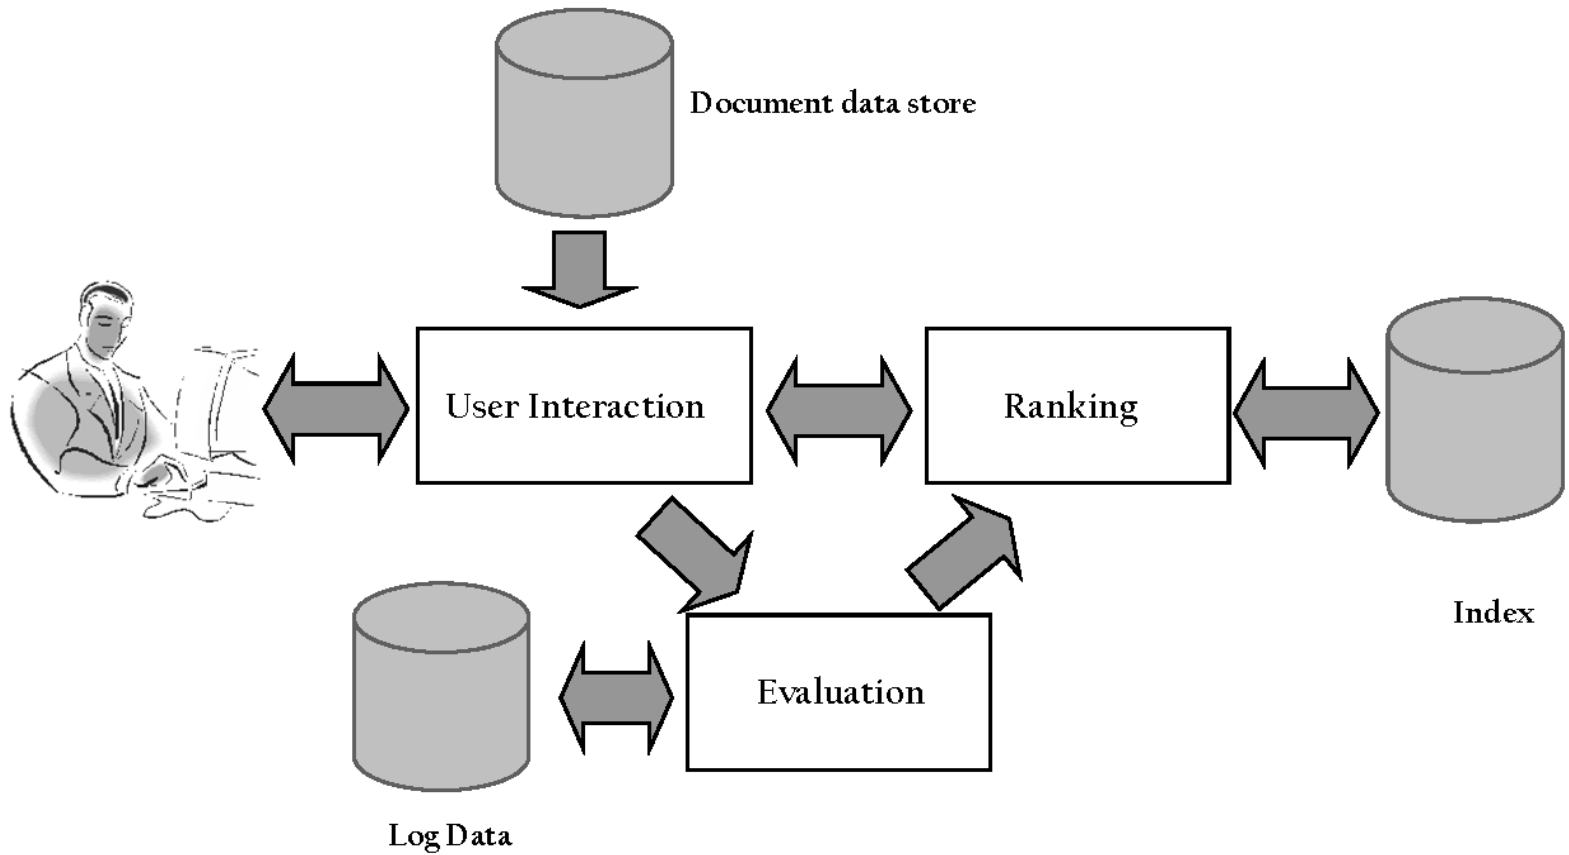 Document data store
User Interaction
Ranking
Index
Evaluation
Log Data